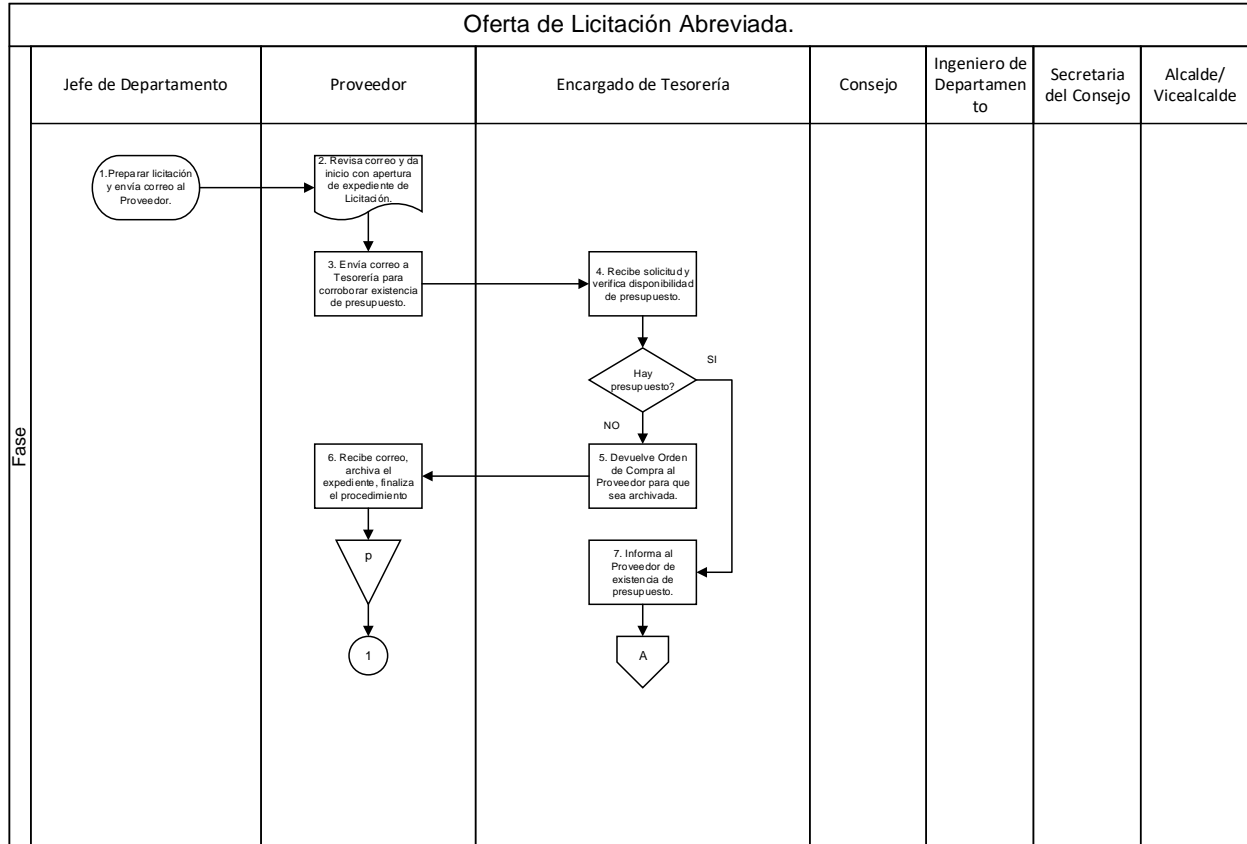 Oferta de Licitación Abreviada.
Fase
Jefe de Departamento
Proveedor
Encargado de Tesorería
Consejo
Ingeniero de
Departamen
to
Secretaria
del Consejo
Alcalde/
Vicealcalde
1.Preparar licitación
y envía correo al
Proveedor.
2. Revisa correo y da
inicio con apertura
de expediente de
Licitación.
3. Envía correo a
Tesorería para
corroborar existencia
de presupuesto.
4. Recibe solicitud y
verifica disponibilidad
de presupuesto.
Hay
presupuesto?
SI
NO
5. Devuelve Orden
de Compra al
Proveedor para que
sea archivada.
6. Recibe correo,
archiva el
expediente, finaliza
el procedimiento
p
1
7. Informa al
Proveedor de
existencia de
presupuesto.
A